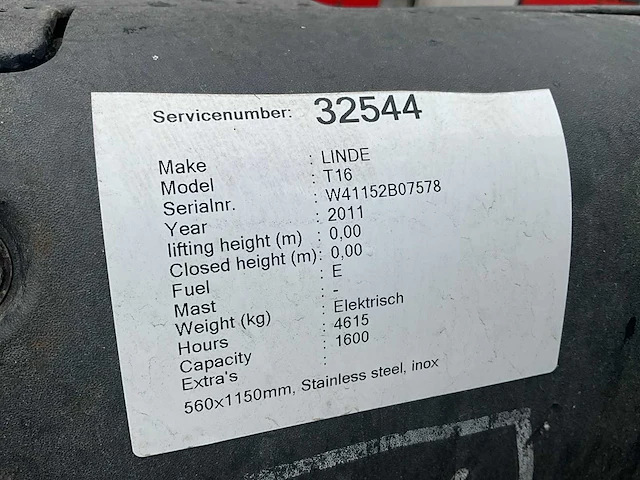 Servicenumber: 32544
Make : LINDE
Model : T16
Serialnr. : W41152B07578
Year : 2011
lifting height (m) : 0,00
Closed height (m) : 0,00
Fuel : E
Mast : -
Weight (kg) : Elektrisch
Hours : 4615
Capacity : 1600
Extra's :
560x1150mm, Stainless steel, inox